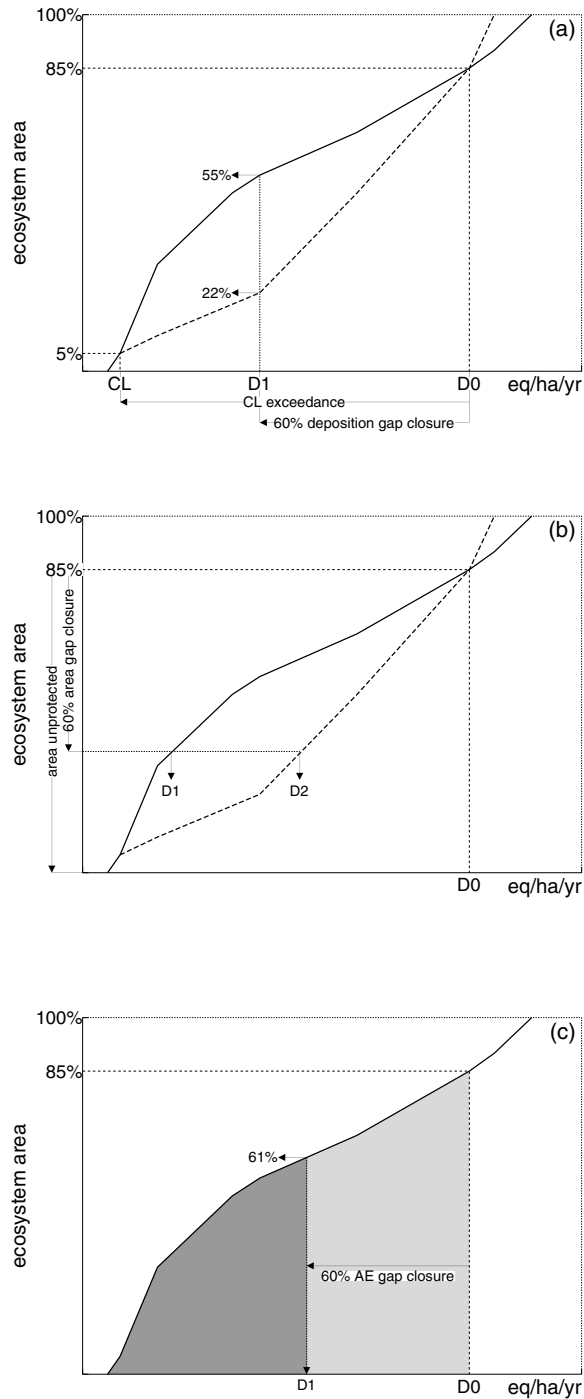 100%
(a)
85%
ecosystem area
55%
22%
5%
CL
D1
D0
eq/ha/yr
CL exceedance
60% deposition gap closure
100%
(b)
85%
ecosystem area
area unprotected
60% area gap closure
D1
D2
D0
eq/ha/yr
100%
(c)
85%
ecosystem area
61%
60% AE gap closure
D1
D0
eq/ha/yr